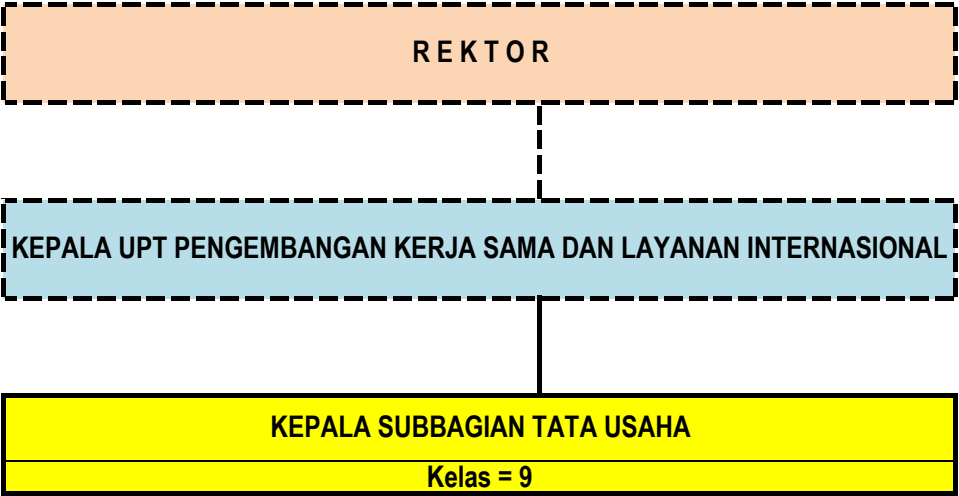 R E K T O R
KEPALA UPT PENGEMBANGAN KERJA SAMA DAN LAYANAN INTERNASIONAL
KEPALA SUBBAGIAN TATA USAHA
Kelas = 9